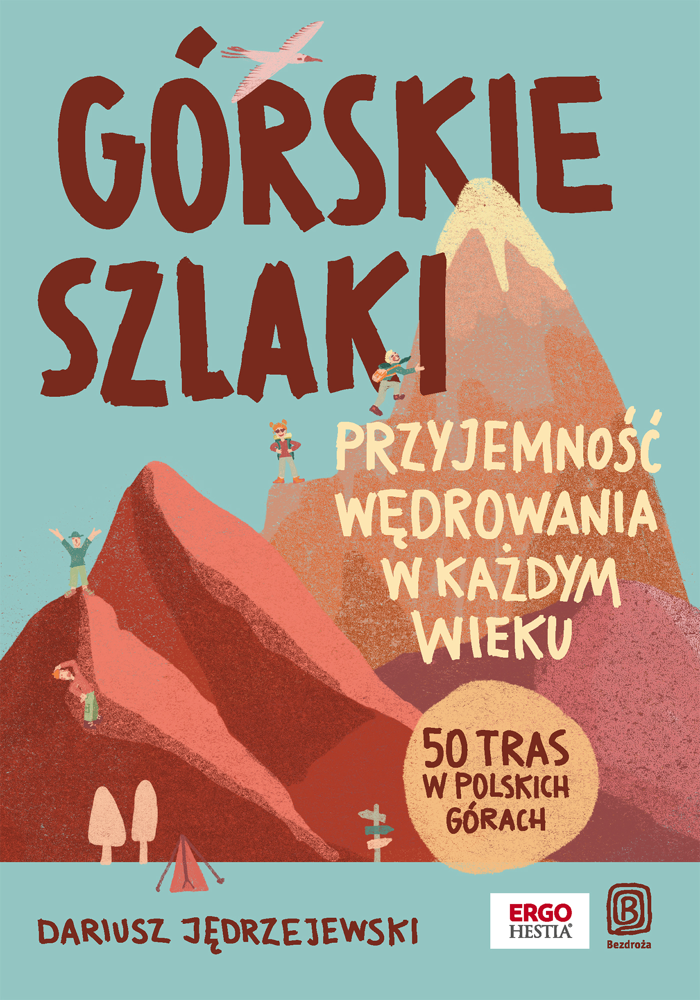 GÓRSKIE
SZLAKI
PRZYJEMNOŚĆ
WĘDROWANIA
W KAŻDYM
WIEKU
50 TRAS
W POLSKICH
GÓRACH
DARIUSZ JĘDRZEJEWSKI
ERGO
HESTIA®
B
Bezdroża